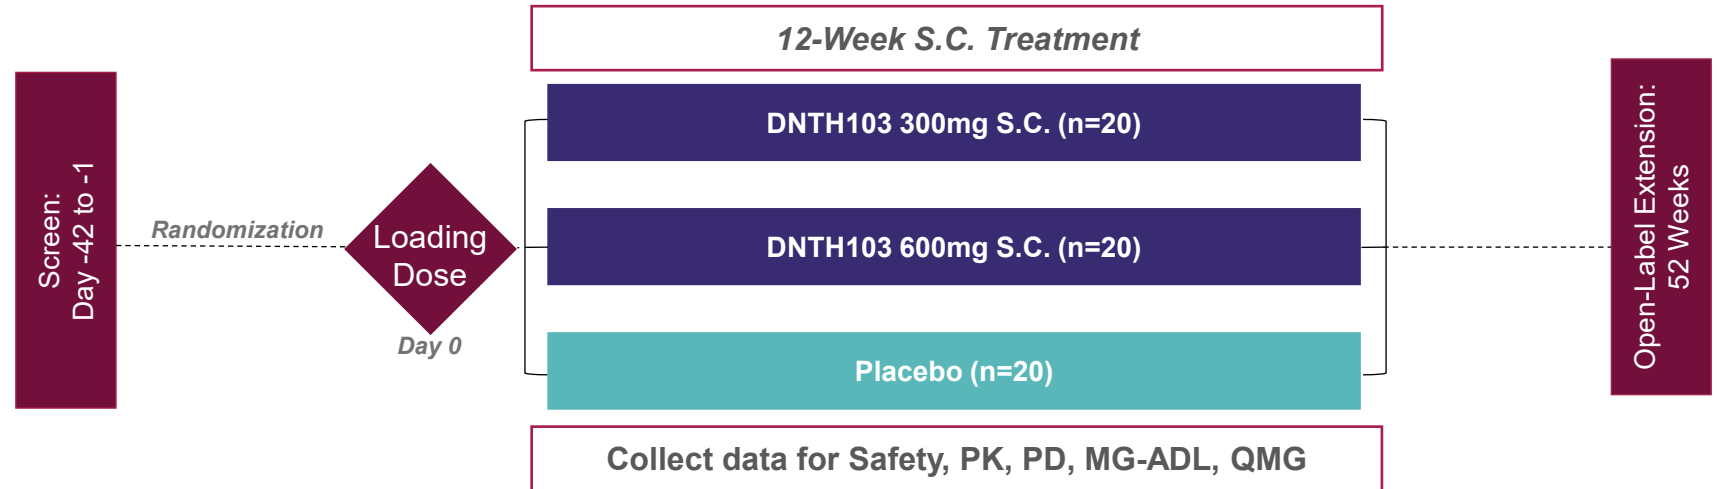 12-Week S.C. Treatment
Screen:
Day -42 to -1
Randomization
Loading
Dose
Day 0
DNTH103 300mg S.C. (n=20)
DNTH103 600mg S.C. (n=20)
Placebo (n=20)
Open-Label Extension:
52 Weeks
Collect data for Safety, PK, PD, MG-ADL, QMG